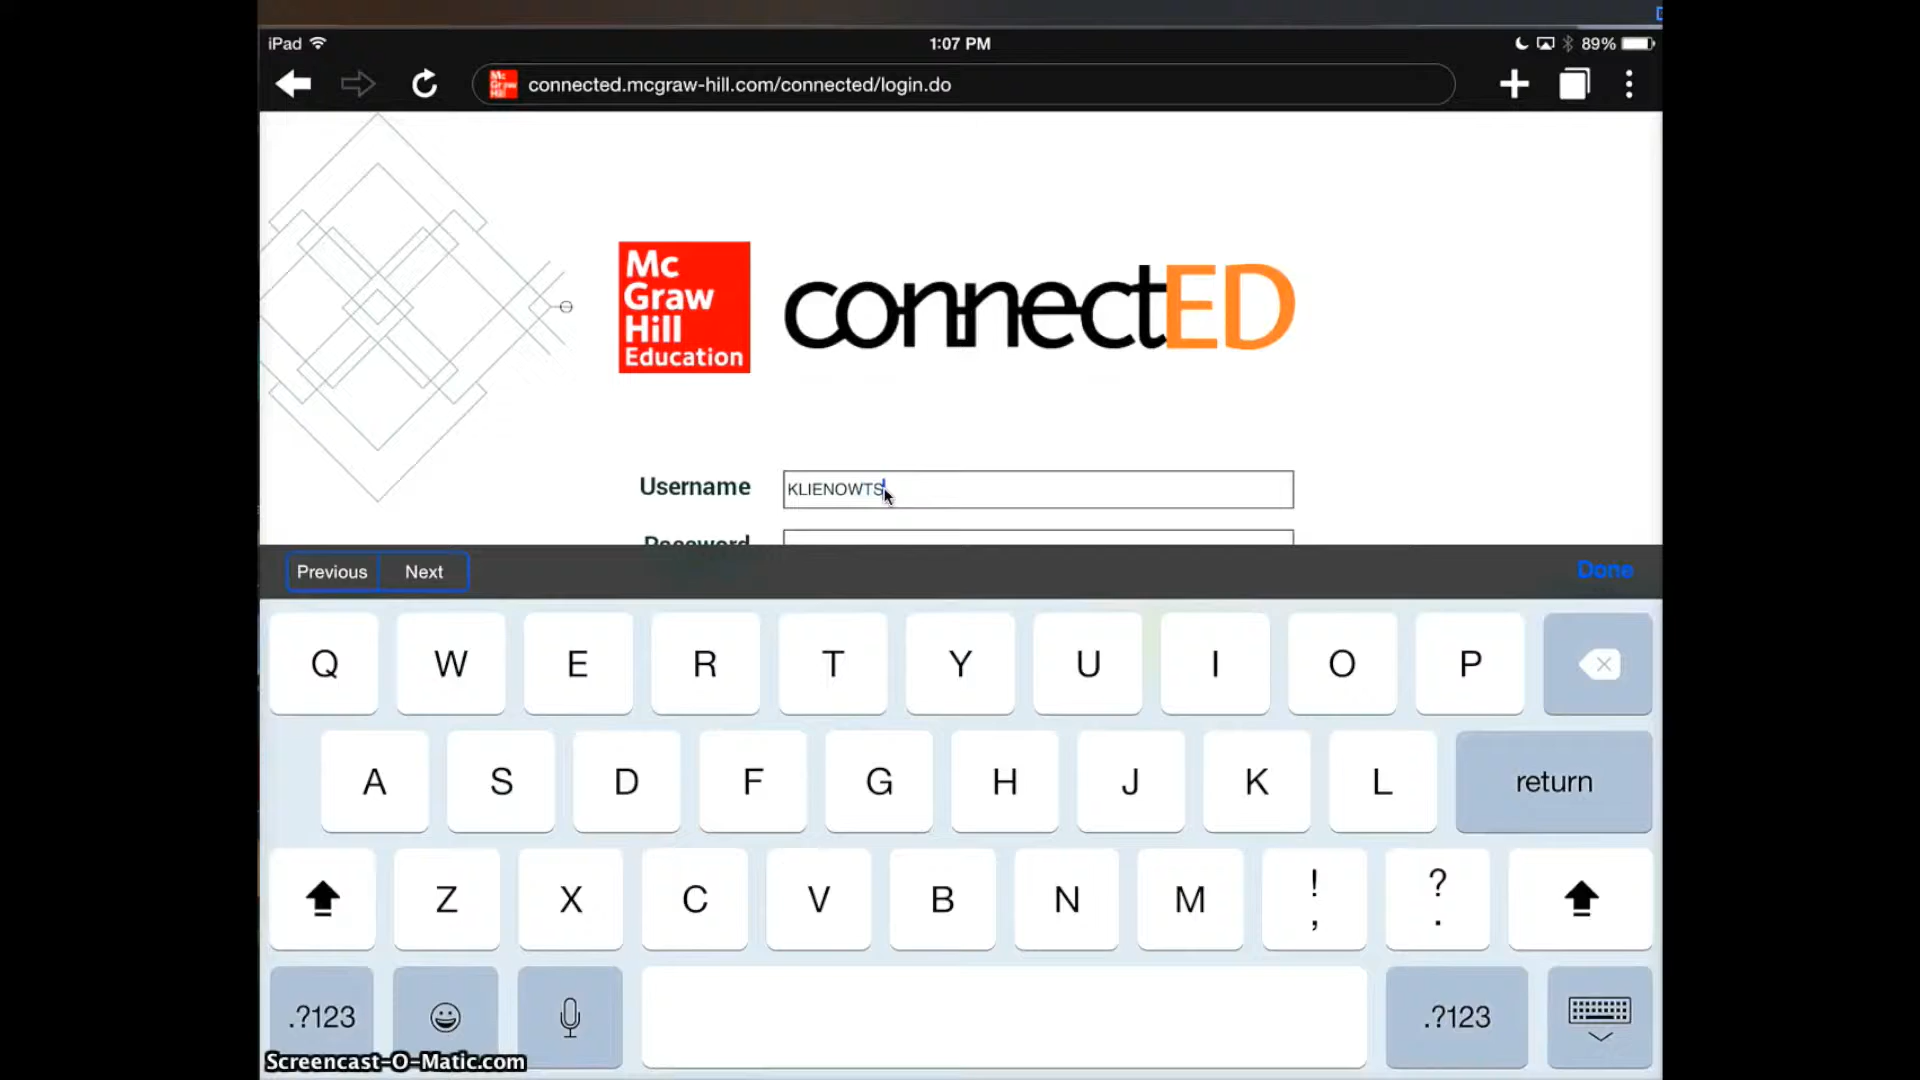 iPad 1:07 PM 89%
connected.mcgraw-hill.com/connected/login.do
Mc
Graw
Hill
Education
connectED
Username KLIENOWTS
Password
Previous Next Done
Q W E R T Y U I O P
A S D F G H J K L return
Z X C V B N M ! , ? .
.?123 .?123
Screencast-O-Matic.com